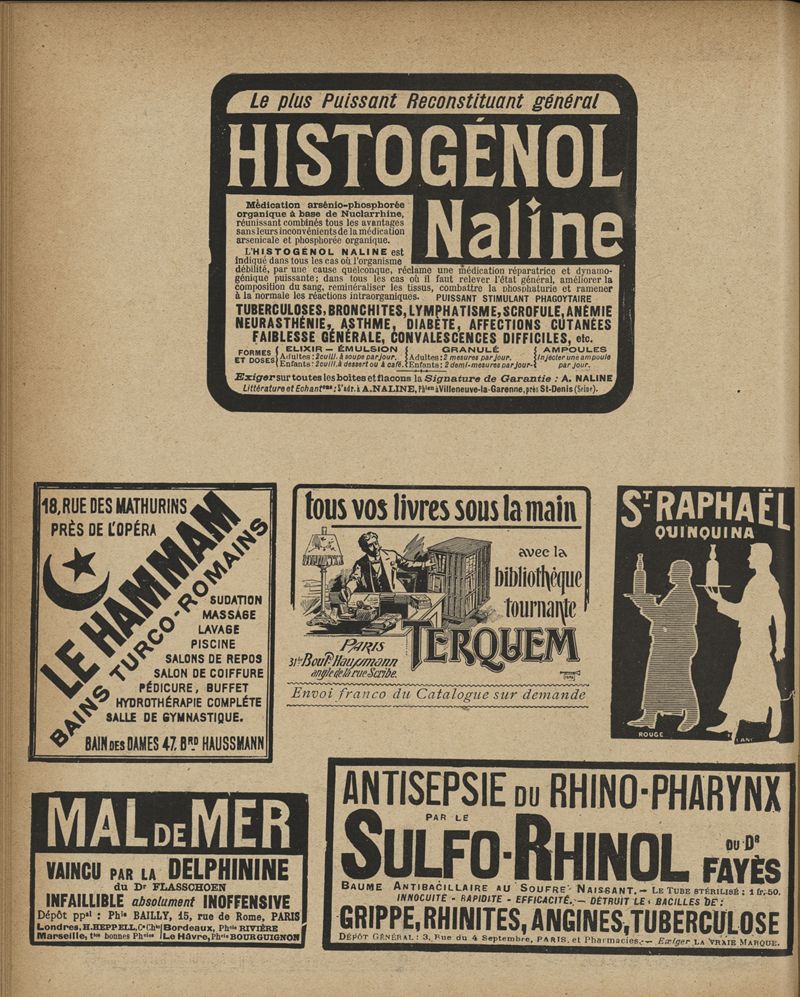 Le plus Puissant Reconstituant général
HISTOGÉNOL
Naline
Médication arsénio-phosphorée
organique à base de Nuclarrhine,
réunissant combinés tous les avantages
sans leurs inconvénients de la médication
arsenicale et phosphorée organique.
L'HISTOGÉNOL NALINE est
indiqué dans tous les cas où l'organisme
débilité, par une cause quelconque, réclame une médication réparatrice et dynamo-
génique puissante; dans tous les cas où il faut relever l'état général, améliorer la
composition du sang, reminéraliser les tissus, combattre la phosphaturie et ramener
à la normale les réactions intraorganiques. PUISSANT STIMULANT PHAGOYTAIRE
TUBERCULOSES, BRONCHITES, LYMPHATISME, SCROFULE, ANÉMIE
NEURASTHÉNIE, ASTHME, DIABÈTE, AFFECTIONS CUTANÉES
FAIBLESSE GÉNÉRALE, CONVALESCENCES DIFFICILES, etc.
FORMES ET DOSES
ELIXIR — ÉMULSION
Adultes: 2 cuill. à soupe par jour.
Enfants: 2 cuill. à dessert ou à café.
GRANULÉ
Adultes: 2 mesures par jour.
Enfants: 2 demi-mesures par jour-
AMPOULES
Injecter une ampoule
par jour.
Exiger sur toutes les boîtes et flacons la Signature de Garantie : A. NALINE
Littérature et Echantons : S'adr. à A. NALINE, Phien à Villeneuve-la-Garenne, près St-Denis (Seine).
18, RUE DES MATHURINS
PRÈS DE L'OPÉRA
LE HAMMAM
BAINS TURCO-ROMAINS
SUDATION
MASSAGE
LAVAGE
PISCINE
SALONS DE REPOS
SALON DE COIFFURE
PÉDICURE, BUFFET
HYDROTHÉRAPIE COMPLÉTE
SALLE DE GYMNASTIQUE.
BAIN DES DAMES 47, BRD HAUSSMANN
tous vos livres sous la main
avec la
bibliothèque
tournante
TERQUEM
PARIS
31bis Boulᵈ Haussmann
angle de la rue Scribe.
Envoi franco du Catalogue sur demande
ST RAPHAËL
QUINQUINA
ROUGE
MAL DE MER
VAINCU PAR LA DELPHININE
du Dr FLASSCHOEN
INFAILLIBLE absolument INOFFENSIVE
Dépôt ppal : Phie BAILLY, 15, rue de Rome, PARIS
Londres, H. HEPPELL, Ce Chst Bordeaux, Phcie RIVIÈRE
Marseille, ttes bonnes Phcies Le Hâvre, Phcie BOURGUIGNON
ANTISEPSIE DU RHINO-PHARYNX
PAR LE
SULFO-RHINOL DU DR FAYÈS
BAUME ANTIBACILLAIRE AU SOUFRE NAISSANT. — LE TUBE STÉRILISÉ : 1 fr. 50.
INNOCUITÉ - RAPIDITÉ - EFFICACITÉ. — DÉTRUIT LES BACILLES DE:
GRIPPE, RHINITES, ANGINES, TUBERCULOSE
DÉPÔT GÉNÉRAL : 3, Rue du 4 Septembre, PARIS, et Pharmacies. — Exiger LA VRAIE MARQUE.